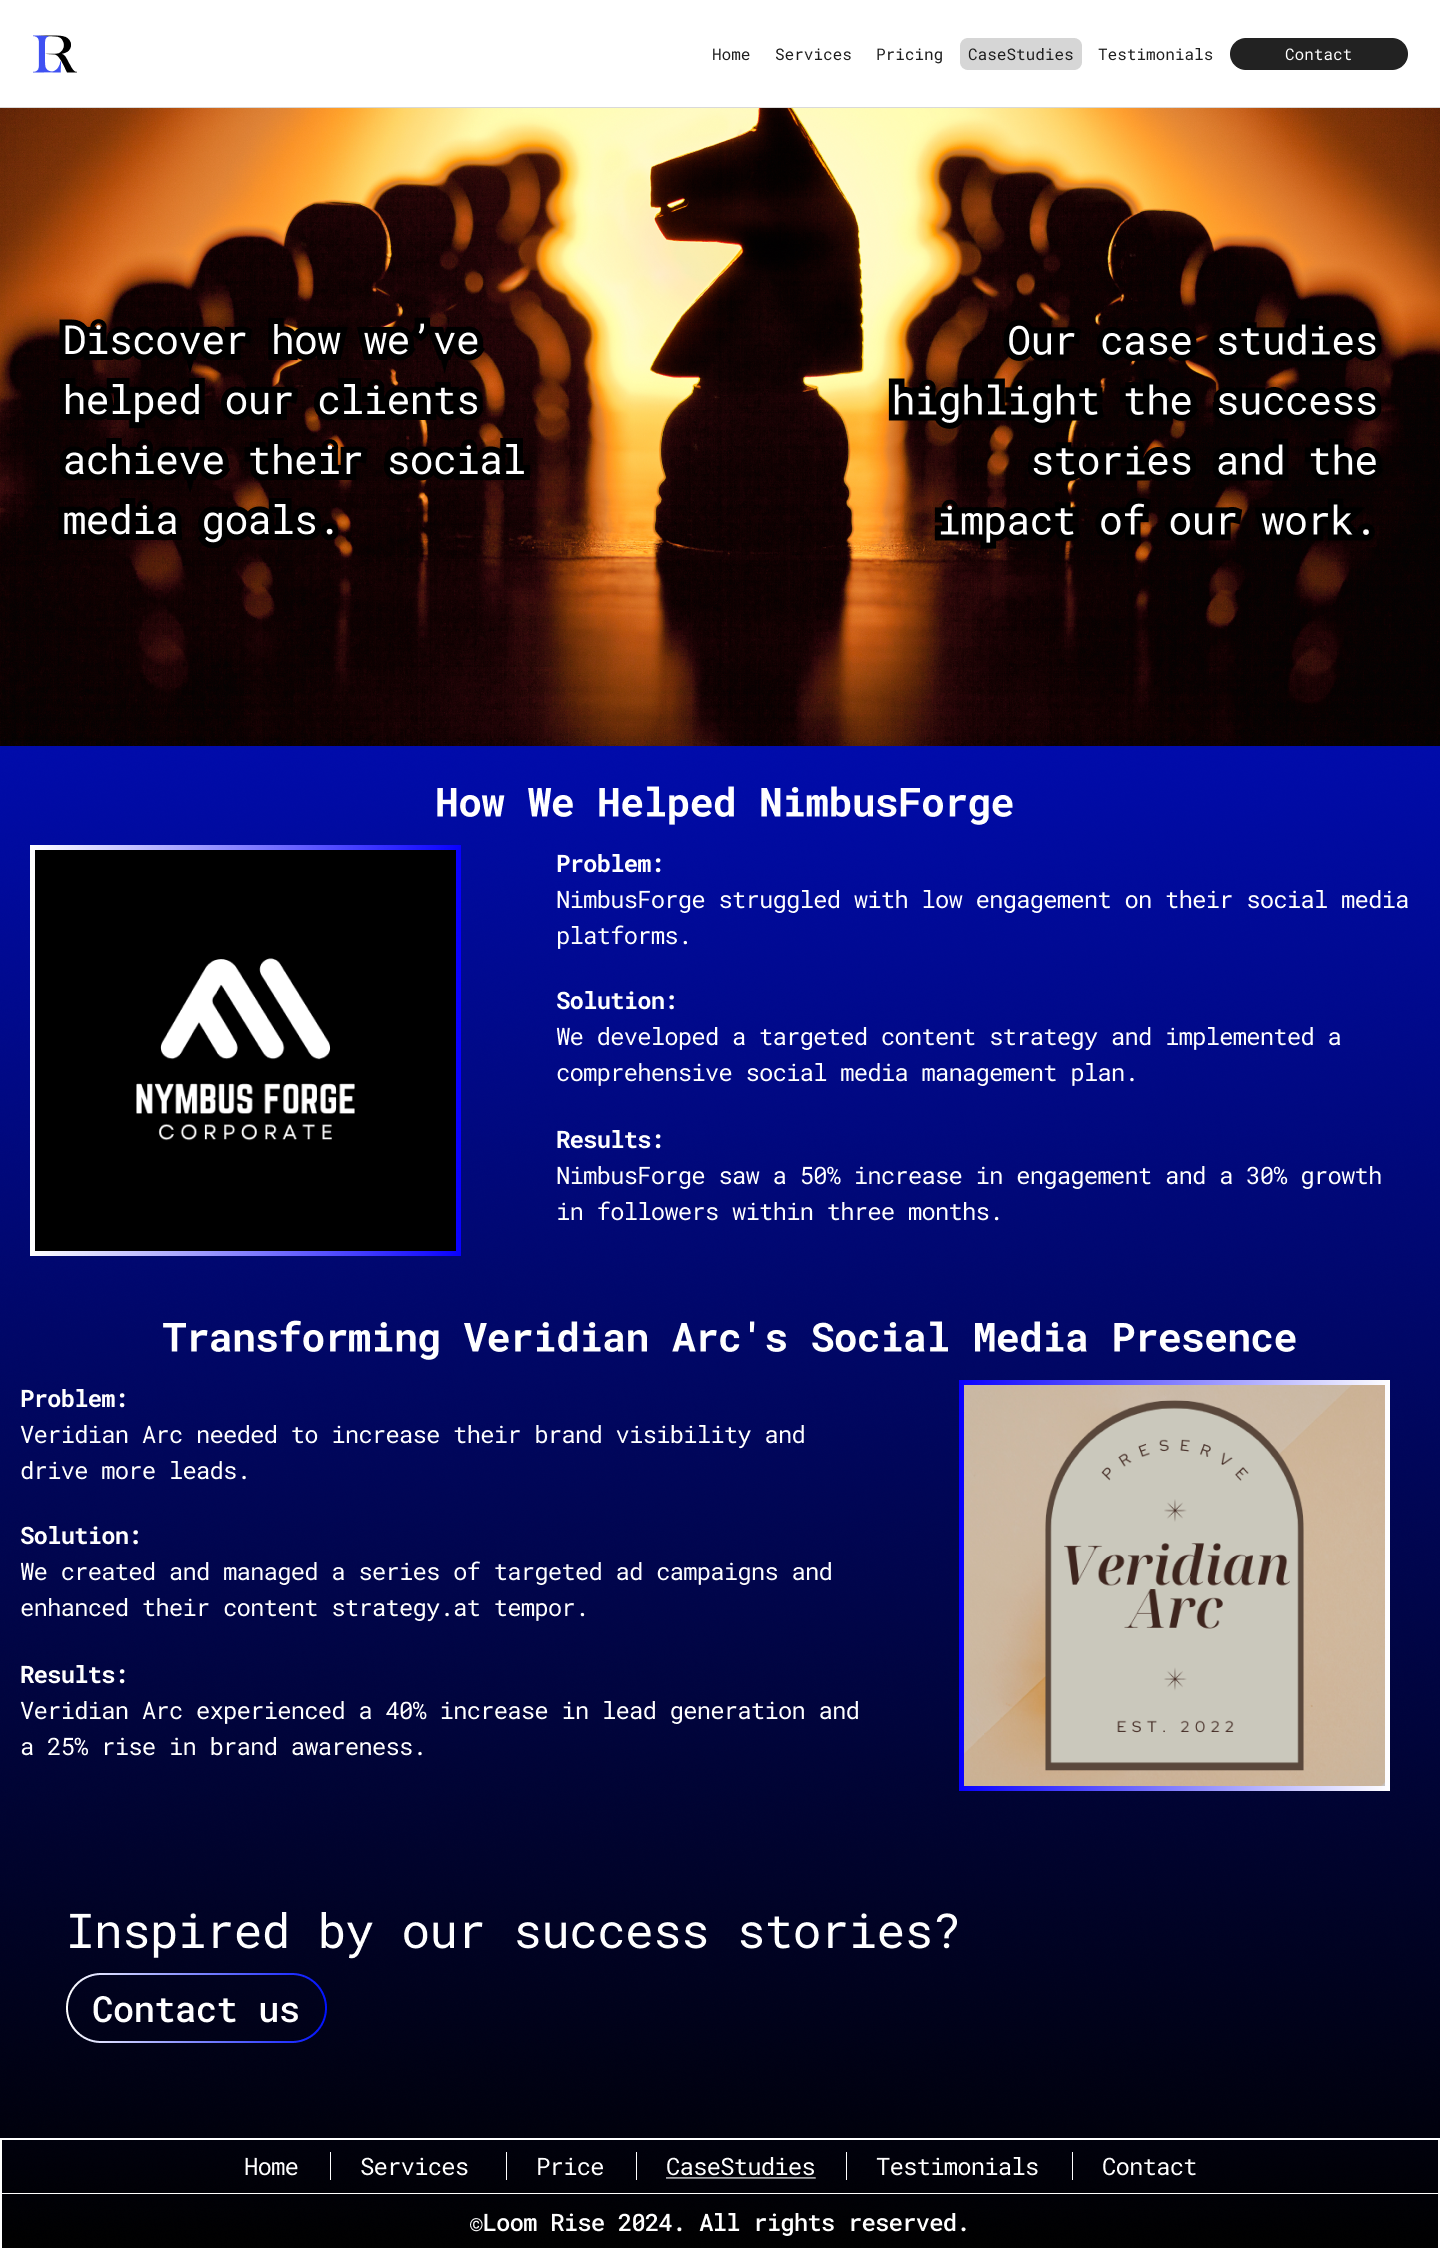 LR
Home Services Pricing CaseStudies Testimonials Contact
Discover how we’ve
helped our clients
achieve their social
media goals.
Our case studies
highlight the success
stories and the
impact of our work.
How We Helped NimbusForge
NYMBUS FORGE
CORPORATE
Problem:
NimbusForge struggled with low engagement on their social media
platforms.
Solution:
We developed a targeted content strategy and implemented a
comprehensive social media management plan.
Results:
NimbusForge saw a 50% increase in engagement and a 30% growth
in followers within three months.
Transforming Veridian Arc's Social Media Presence
Problem:
Veridian Arc needed to increase their brand visibility and
drive more leads.
Solution:
We created and managed a series of targeted ad campaigns and
enhanced their content strategy.at tempor.
Results:
Veridian Arc experienced a 40% increase in lead generation and
a 25% rise in brand awareness.
PRESERVE
Veridian
Arc
EST. 2022
Inspired by our success stories?
Contact us
Home Services Price CaseStudies Testimonials Contact
©Loom Rise 2024. All rights reserved.